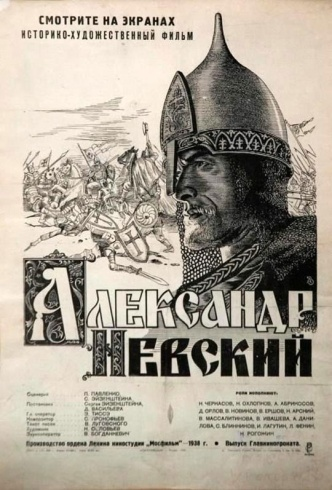 СМОТРИТЕ НА ЭКРАНАХ
ИСТОРИКО-ХУДОЖЕСТВЕННЫЙ ФИЛЬМ
АЛЕКСАНДР
НЕВСКИЙ
Сценарий П. ПАВЛЕНКО,
С. ЭЙЗЕНШТЕЙНА
Постановка Сергея ЭЙЗЕНШТЕЙНА,
Д. ВАСИЛЬЕВА
Гл. оператор Э. ТИССЭ
Композитор С. ПРОКОФЬЕВ
Текст песен В. ЛУГОВСКОГО
Художник И. СОЛОВЬЕВ
Звукооператор В. БОГДАНКЕВИЧ
РОЛИ ИСПОЛНЯЮТ:
Н. ЧЕРКАСОВ, Н. ОХЛОПКОВ, А. АБРИКОСОВ,
Д. ОРЛОВ, В. НОВИКОВ, В. ЕРШОВ, Н. АРСКИЙ,
В. МАССАЛИТИНОВА, В. ИВАШЕВА, А. ДАНИ-
ЛОВА, С. БЛИННИКОВ, И. ЛАГУТИН, Л. ФЕНИН,
Н. РОГОЖИН
Производство ордена Ленина киностудии „Мосфильм" — 1938 г. • Выпуск Главкинопроката.